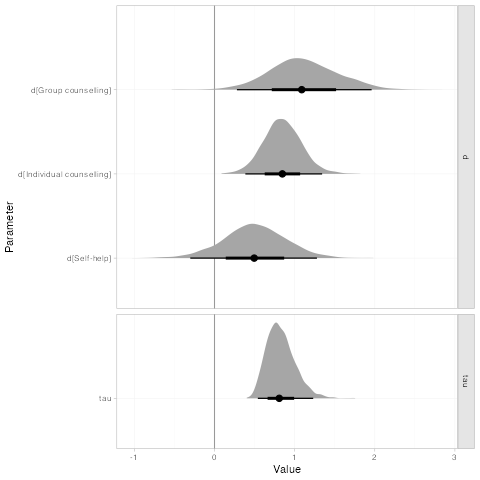 d[Group counselling]
d
d[Individual counselling]
Parameter
d[Self-help]
tau
tau
-1 0 1 2 3
Value